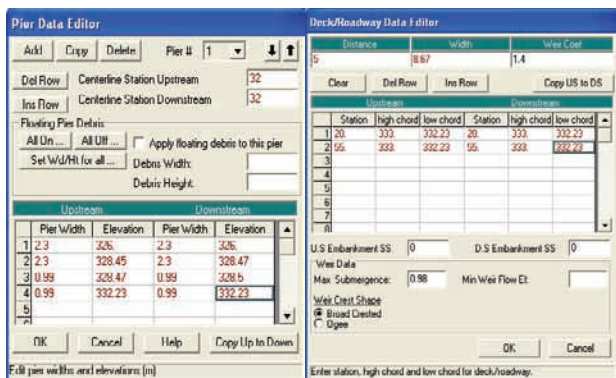 Pier Data Editor
Add Copy Delete Pier # 1
Del Row Centerline Station Upstream 32
Ins Row Centerline Station Downstream 32
Floating Pier Debris
All On ... All Off ... Apply floating debris to this pier
Set Wd/Ht for all ... Debris Width:
Debris Height:
Upstream Downstream
Pier Width Elevation Pier Width Elevation
1 2.3 326. 2.3 326.
2 2.3 328.45 2.3 328.47
3 0.99 328.47 0.99 328.5
4 0.99 332.23 0.99 332.23
5
OK Cancel Help Copy Up to Down
Edit pier widths and elevations (m)
Deck/Roadway Data Editor
Distance Width Weir Coef
5 8.67 1.4
Clear Del Row Ins Row Copy US to DS
Upstream Downstream
Station high chord low chord Station high chord low chord
1 20. 333. 332.23 20. 333. 332.23
2 55. 333. 332.23 55. 333. 332.23
3
4
5
6
7
U.S Embankment SS 0 D.S Embankment SS 0
Weir Data
Max Submergence: 0.98 Min Weir Flow El:
Weir Crest Shape
Broad Crested
Ogee
OK Cancel
Enter station, high chord and low chord for deck/roadway.